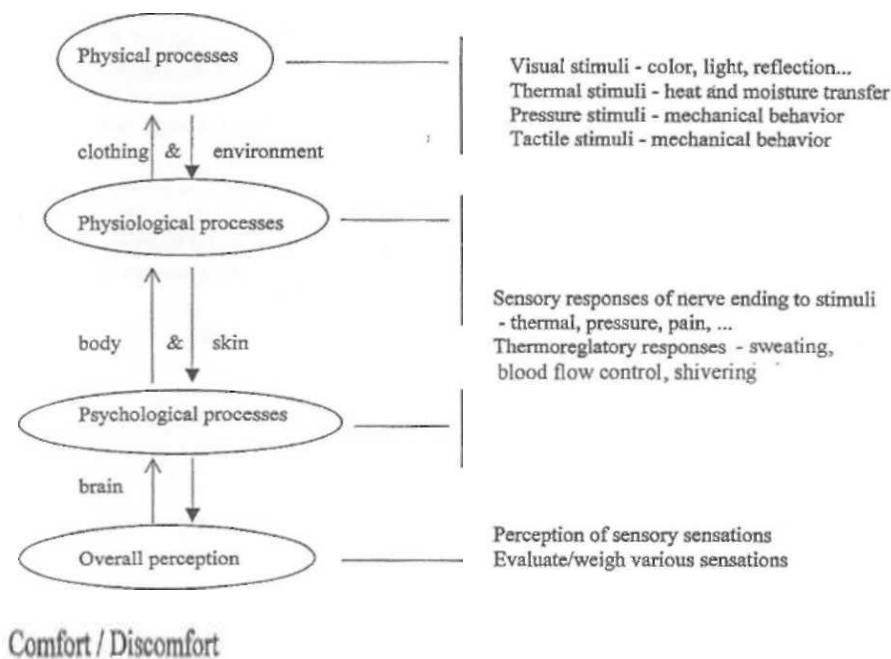 Physical processes
Visual stimuli - color, light, reflection...
Thermal stimuli - heat and moisture transfer
Pressure stimuli - mechanical behavior
Tactile stimuli - mechanical behavior
clothing & environment
Physiological processes
Sensory responses of nerve ending to stimuli
- thermal, pressure, pain, ...
Thermoreglatory responses - sweating,
blood flow control, shivering
body & skin
Psychological processes
brain
Perception of sensory sensations
Evaluate/weigh various sensations
Overall perception
Comfort / Discomfort